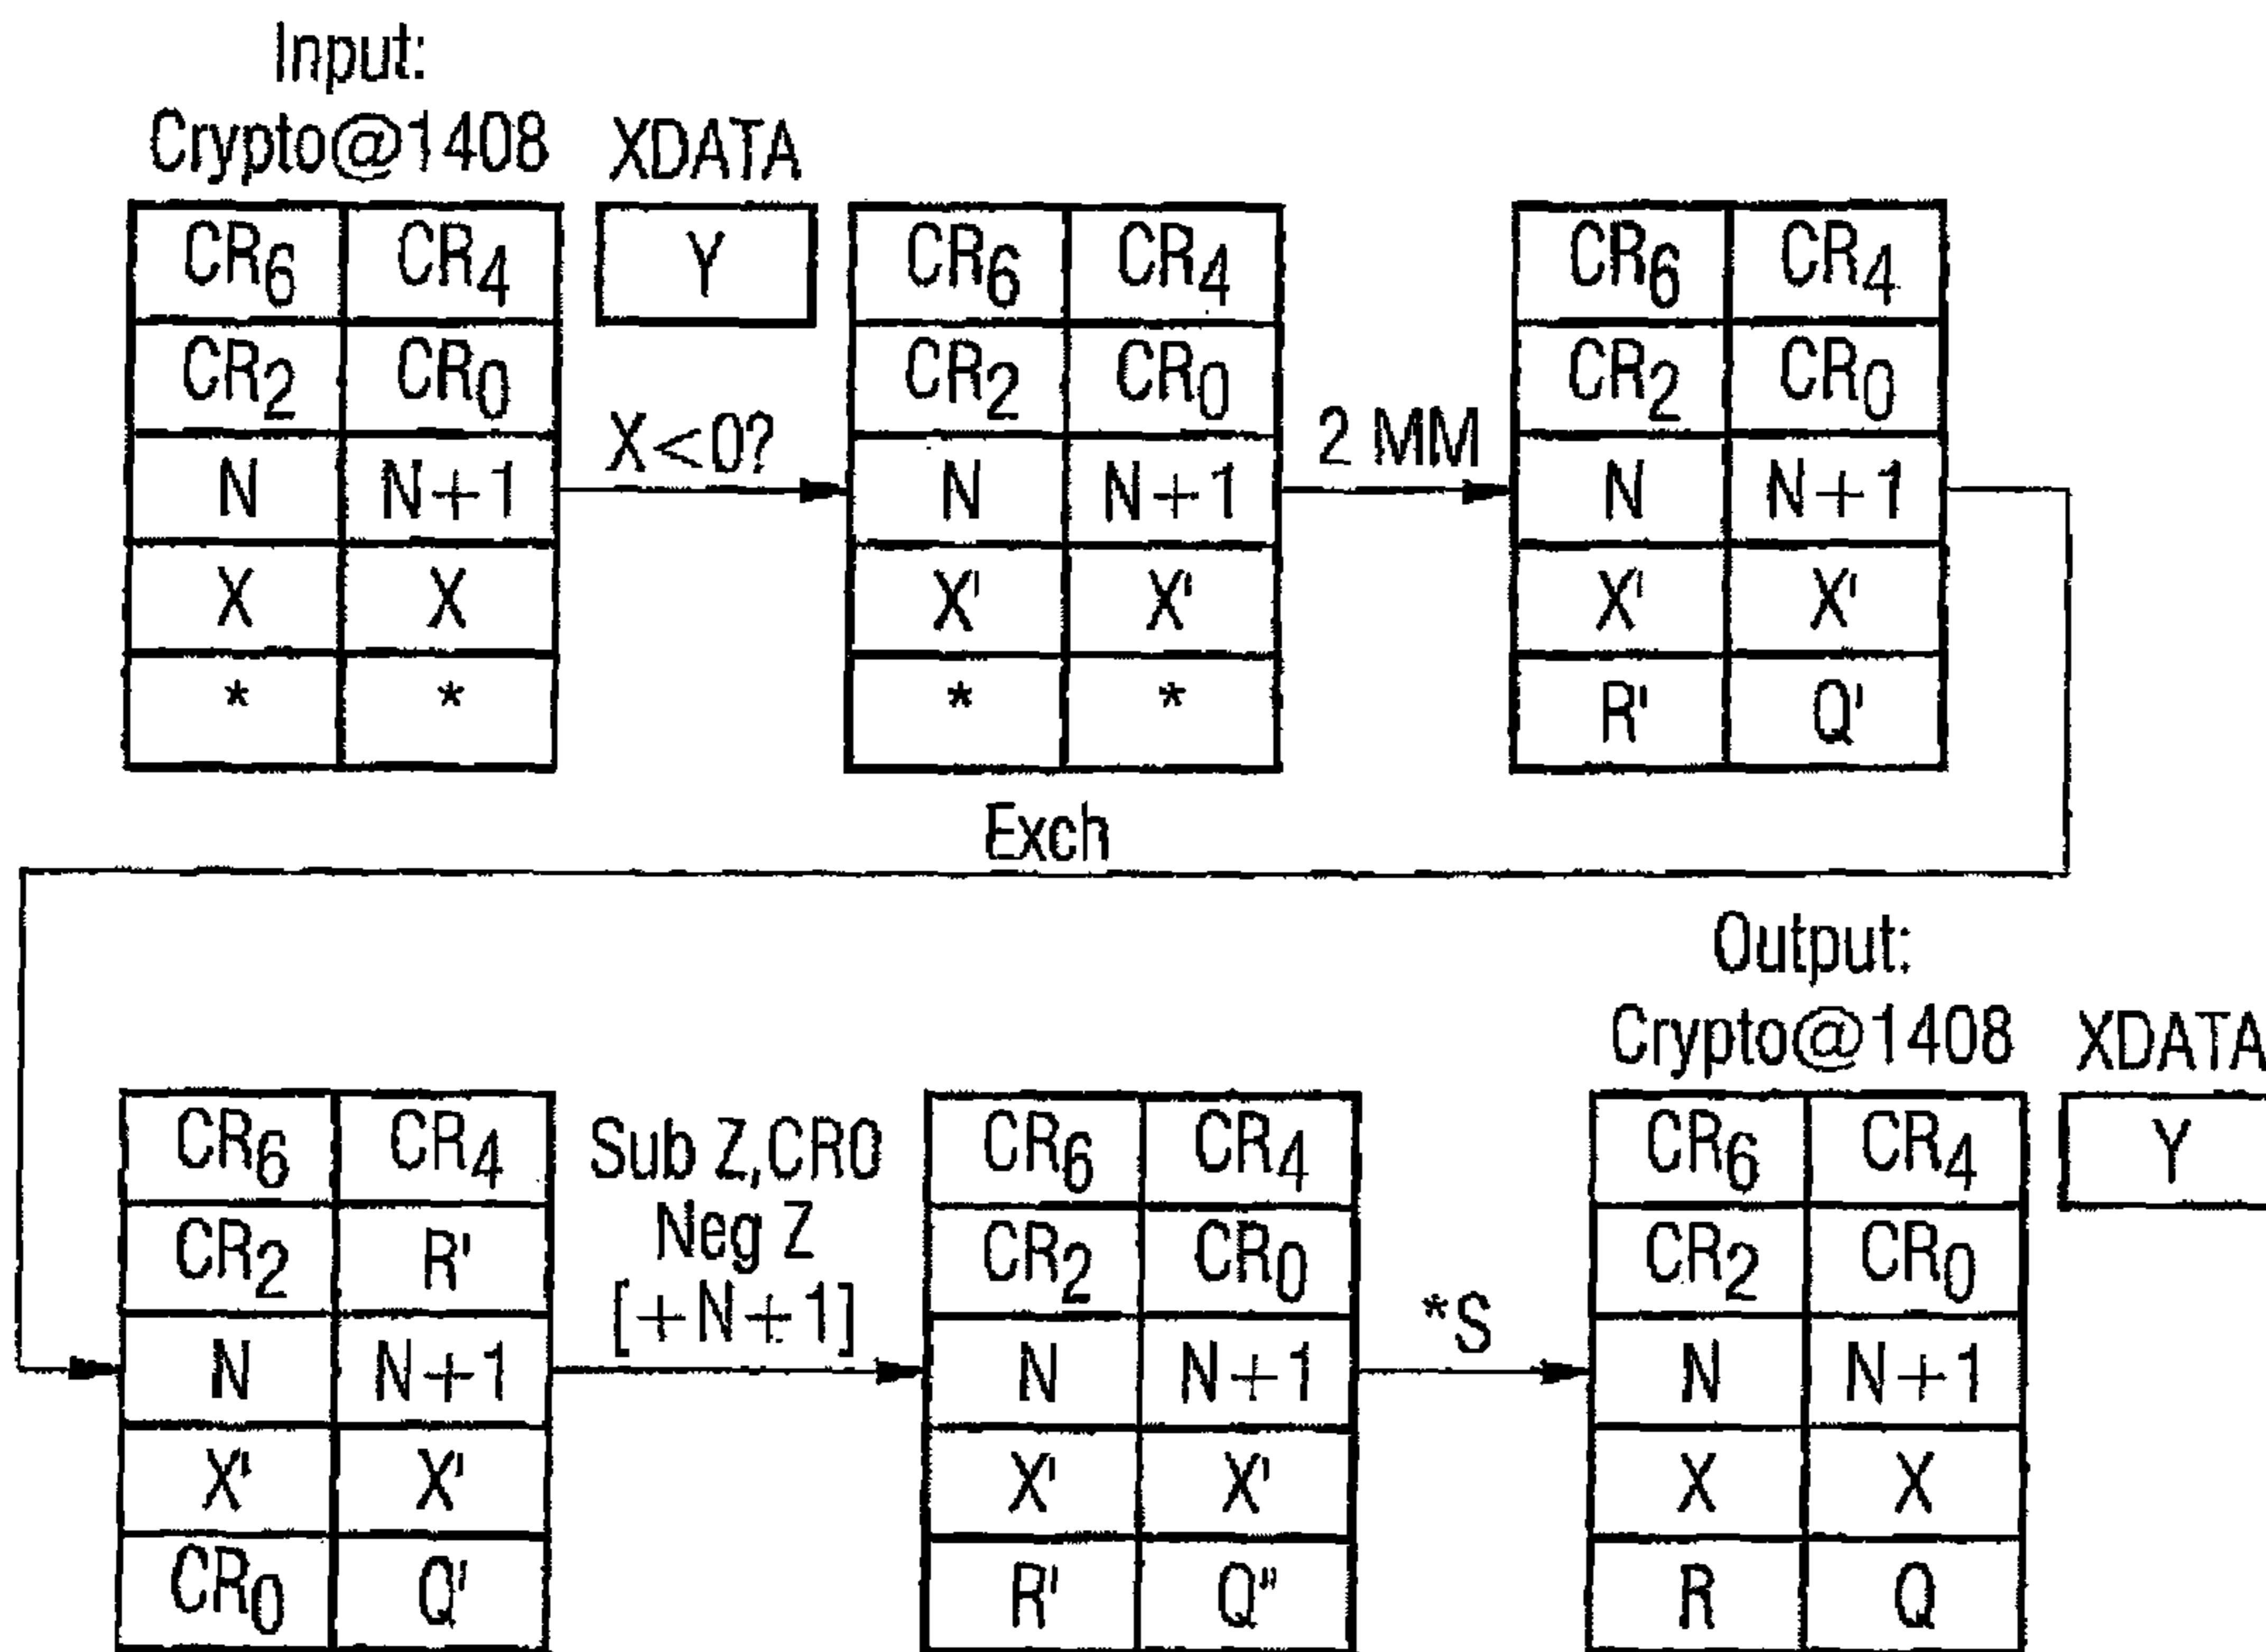 Input:
Crypto@1408 XDATA
CR6 CR4 Y CR6 CR4 CR6 CR4
CR2 CR0 CR2 CR0 CR2 CR0
X<0? 2 MM
N N+1 N N+1 N N+1
X X X' X' X' X'
* * * * R' Q'
Exch
Output:
Crypto@1408 XDATA
CR6 CR4 Sub Z,CR0 CR6 CR4 CR6 CR4 Y
CR2 R' Neg Z CR2 CR0 CR2 CR0
[+N+1] *S
N N+1 N N+1 N N+1
X' X' X' X' X X
CR0 Q' R' Q" R Q